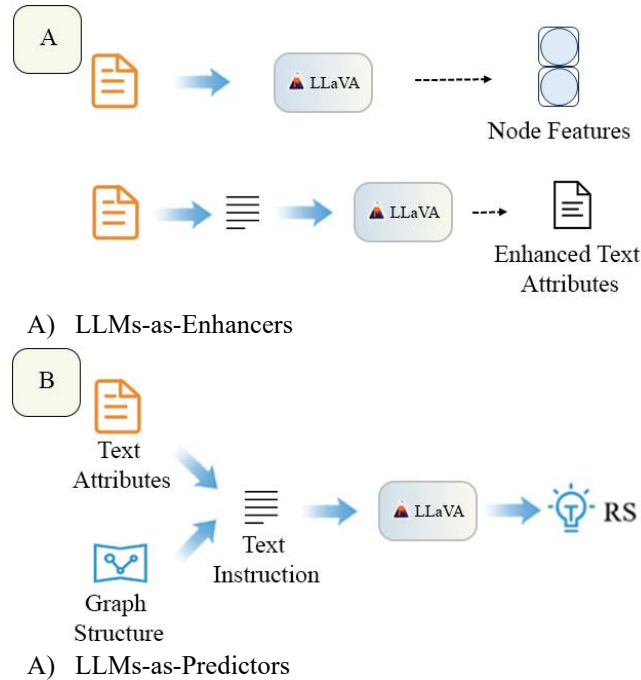 A
LLaVA
Node Features
LLaVA
Enhanced Text
Attributes
A) LLMs-as-Enhancers
B
Text
Attributes
Graph
Structure
Text
Instruction
LLaVA
RS
A) LLMs-as-Predictors